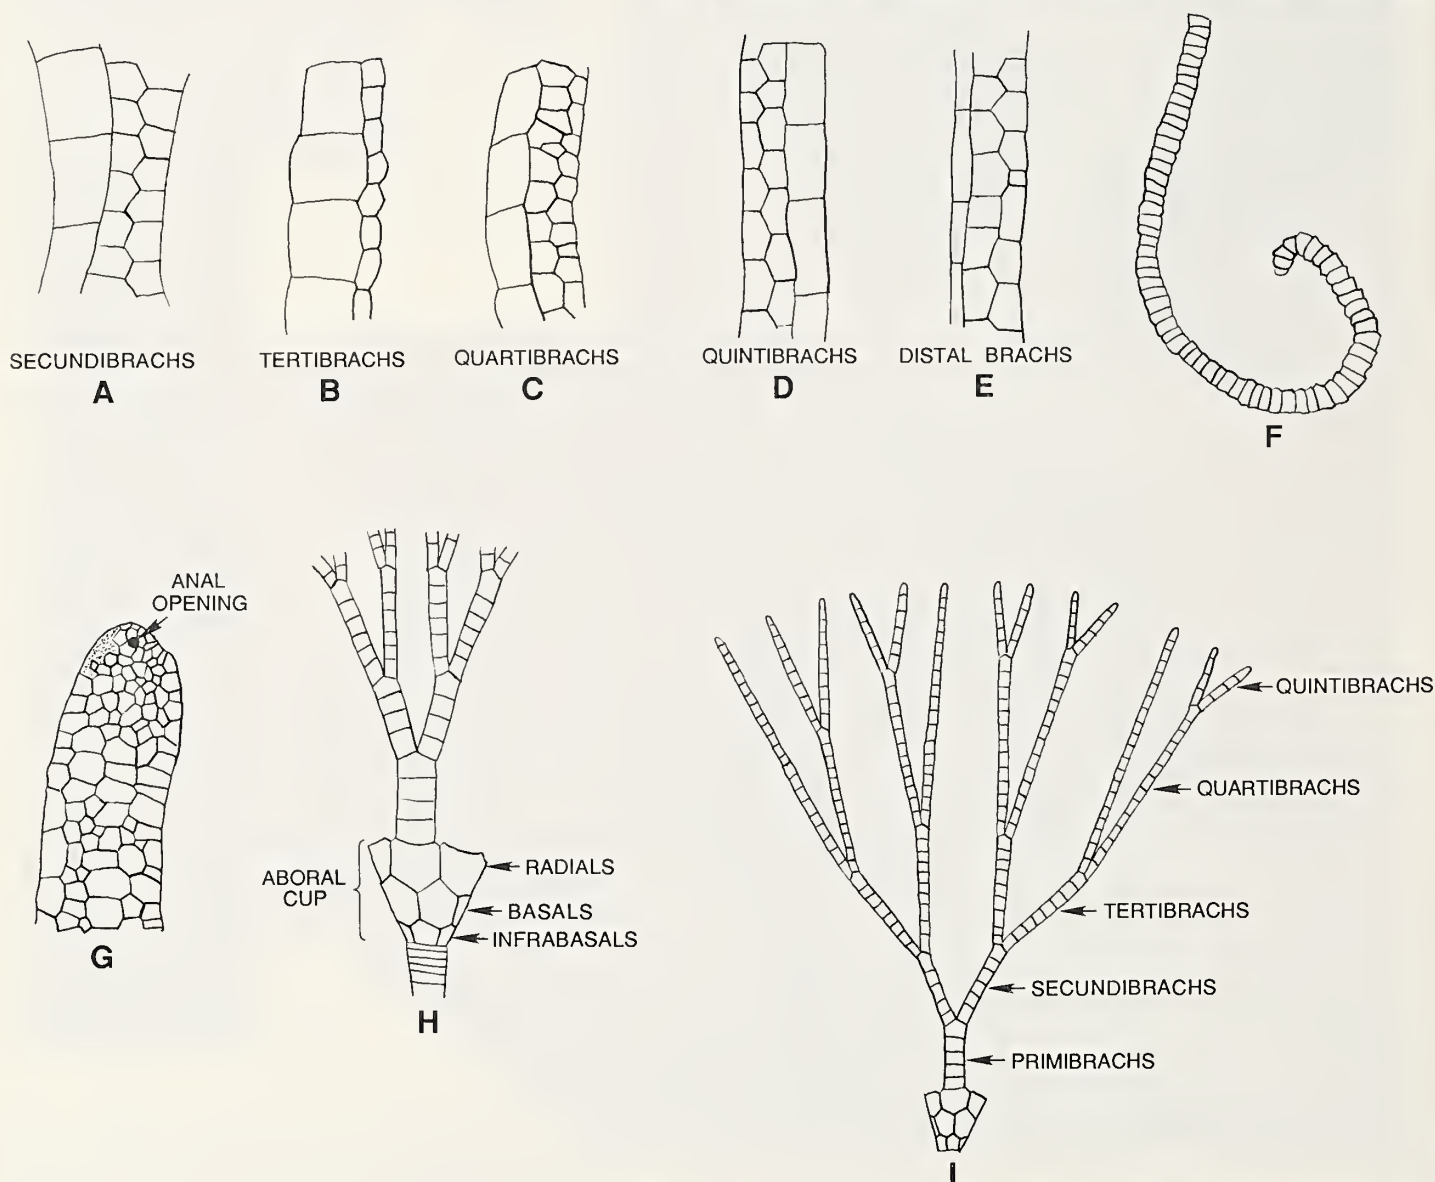 SECUNDIBRACHS
A
TERTIBRACHS
B
QUARTIBRACHS
C
QUINTIBRACHS
D
DISTAL BRACHS
E
F
ANAL
OPENING
G
ABORAL
CUP
RADIALS
BASALS
INFRABASALS
H
QUINTIBRACHS
QUARTIBRACHS
TERTIBRACHS
SECUNDIBRACHS
PRIMIBRACHS
I